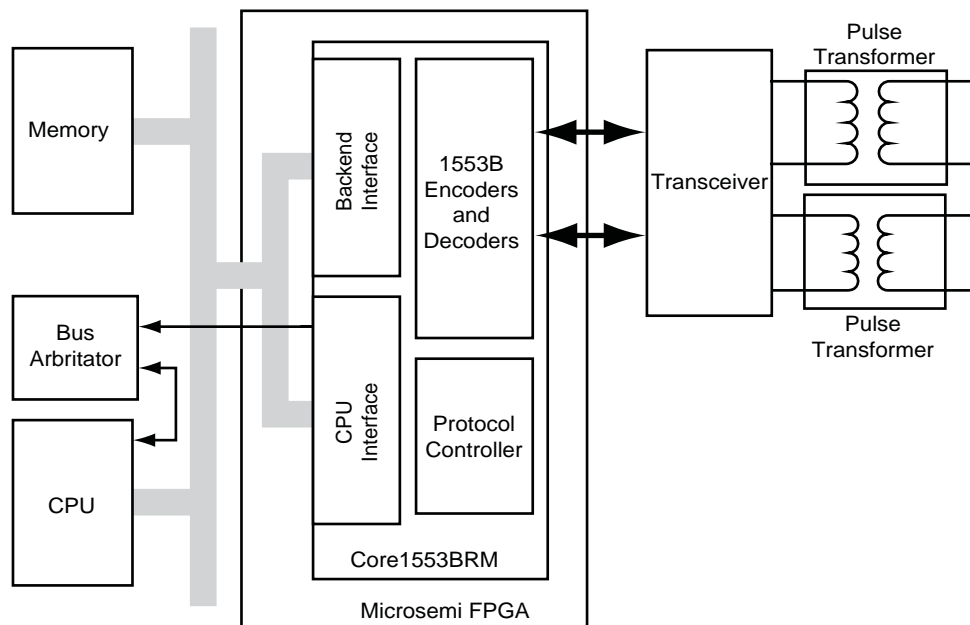 Memory
Bus
Arbritator
CPU
Backend
Interface
CPU
Interface
1553B
Encoders
and
Decoders
Protocol
Controller
Core1553BRM
Microsemi FPGA
Transceiver
Pulse
Transformer
Pulse
Transformer